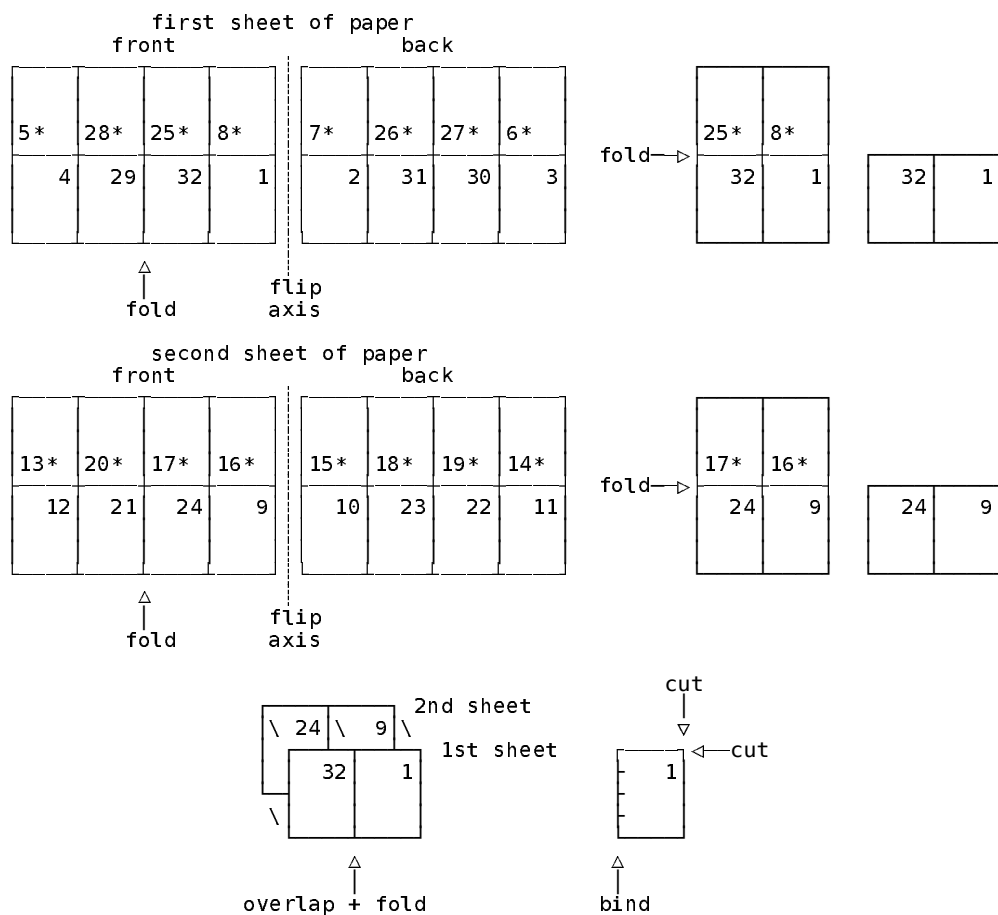 first sheet of paper
front back
5* 28* 25* 8* 7* 26* 27* 6* 25* 8*
fold
4 29 32 1 2 31 30 3 32 1 32 1
flip
fold axis
second sheet of paper
front back
13* 20* 17* 16* 15* 18* 19* 14* 17* 16*
fold
12 21 24 9 10 23 22 11 24 9 24 9
flip
fold axis
cut
2nd sheet
\ 24 \ 9 \
1st sheet cut
32 1 1
\
overlap + fold bind